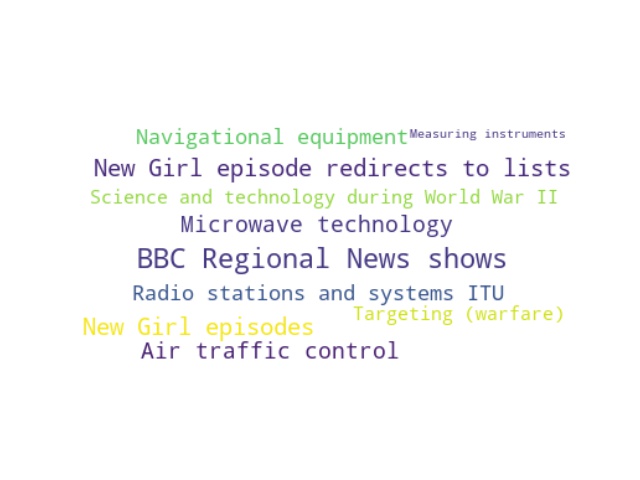 Navigational equipment
Measuring instruments
New Girl episode redirects to lists
Science and technology during World War II
Microwave technology
BBC Regional News shows
Radio stations and systems ITU
Targeting (warfare)
New Girl episodes
Air traffic control